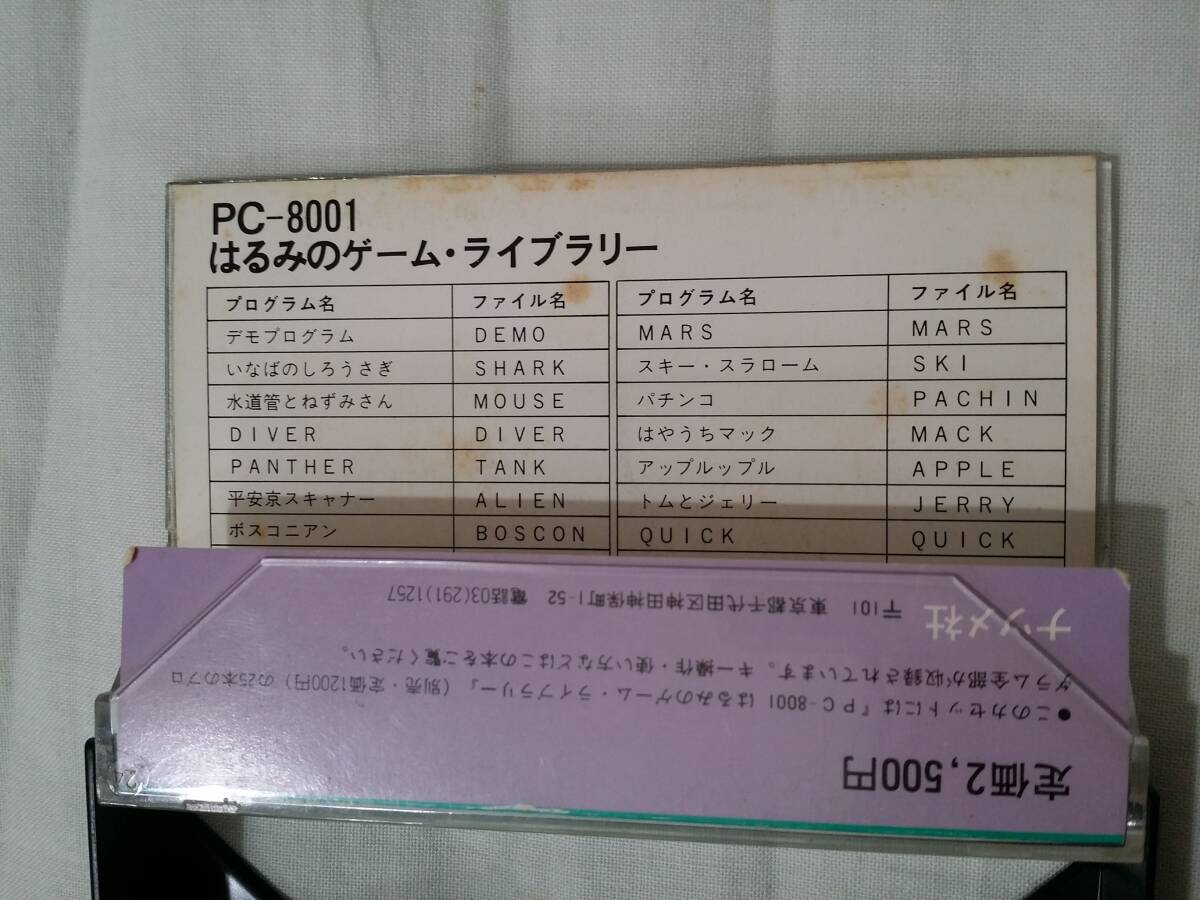 PC-8001
はるみのゲーム・ライブラリー
プログラム名 ファイル名 プログラム名 ファイル名
デモプログラム DEMO MARS MARS
いなばのしろうさぎ SHARK スキー・スラローム SKI
水道管とねずみさん MOUSE パチンコ PACHIN
DIVER DIVER はやうちマック MACK
PANTHER TANK アップルップル APPLE
平安京スキャナー ALIEN トムとジェリー JERRY
ボスコニアン BOSCON QUICK QUICK
定価2,500円
●このカセットには『PC-8001 はるみのゲーム・ライブラリー』(別売・定価1200円)の25本のプロ
グラム全部が収録されています。キー操作・使い方などはこの本をご覧ください。
ナツメ社
〒101 東京都千代田区神田神保町1-52 電話03(291)1257